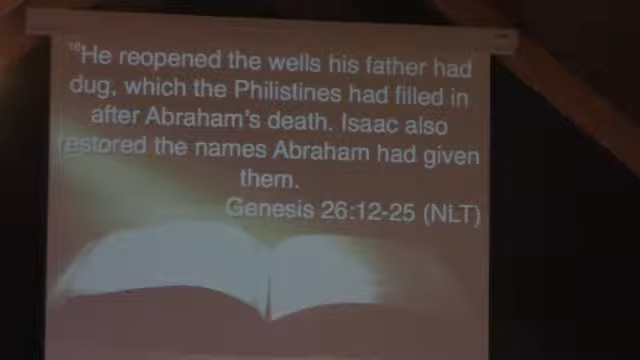 18He reopened the wells his father had
dug, which the Philistines had filled in
after Abraham's death. Isaac also
restored the names Abraham had given
them.
Genesis 26:12-25 (NLT)